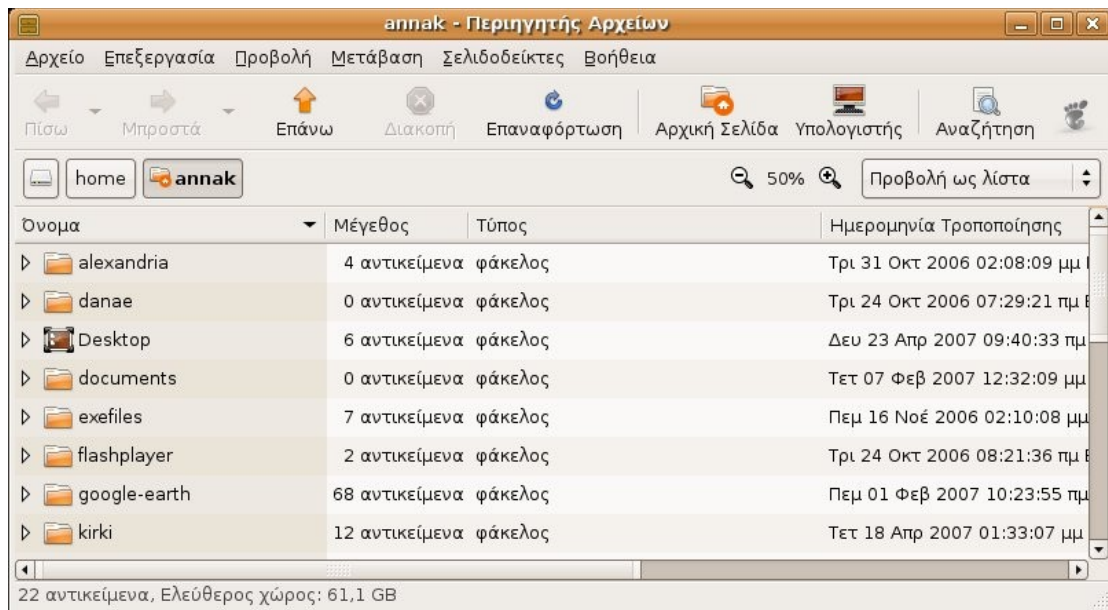 annak - Περιηγητής Αρχείων
Αρχείο Επεξεργασία Προβολή Μετάβαση Σελιδοδείκτες Βοήθεια
Πίσω Μπροστά Επάνω Διακοπή Επαναφόρτωση Αρχική Σελίδα Υπολογιστής Αναζήτηση
home annak 50% Προβολή ως λίστα
Όνομα Μέγεθος Τύπος Ημερομηνία Τροποποίησης
alexandria 4 αντικείμενα φάκελος Τρι 31 Οκτ 2006 02:08:09 μμ
danae 0 αντικείμενα φάκελος Τρι 24 Οκτ 2006 07:29:21 πμ
Desktop 6 αντικείμενα φάκελος Δευ 23 Απρ 2007 09:40:33 πμ
documents 0 αντικείμενα φάκελος Τετ 07 Φεβ 2007 12:32:09 μμ
exefiles 7 αντικείμενα φάκελος Πεμ 16 Νοέ 2006 02:10:08 μμ
flashplayer 2 αντικείμενα φάκελος Τρι 24 Οκτ 2006 08:21:36 πμ
google-earth 68 αντικείμενα φάκελος Πεμ 01 Φεβ 2007 10:23:55 πμ
kirki 12 αντικείμενα φάκελος Τετ 18 Απρ 2007 01:33:07 μμ
22 αντικείμενα, Ελεύθερος χώρος: 61,1 GB